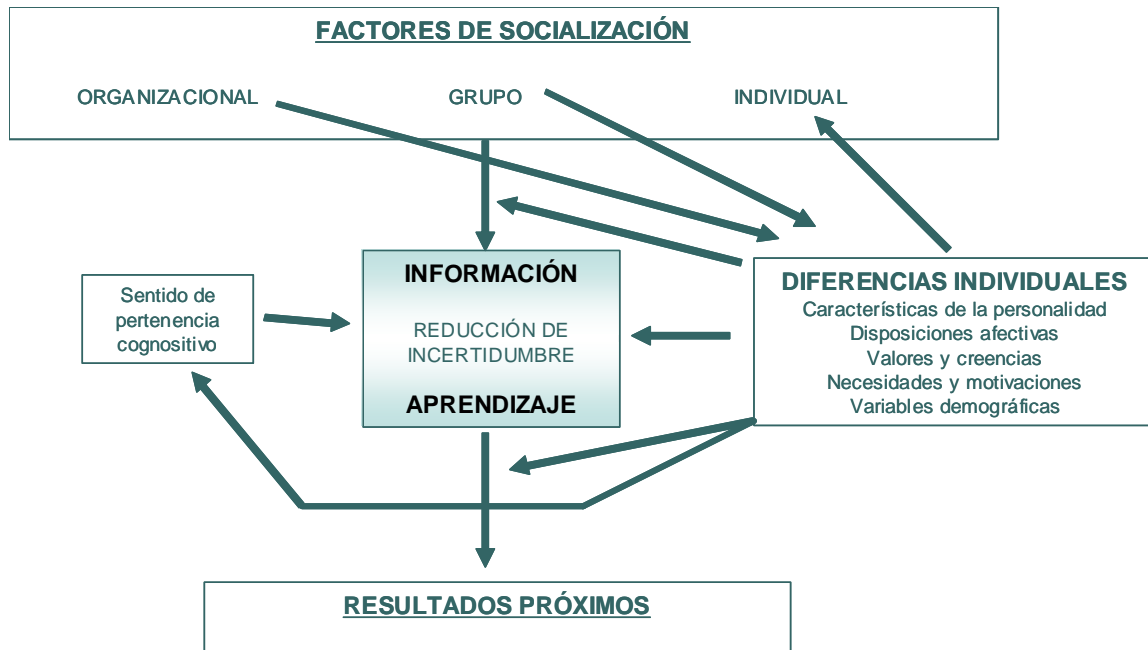 FACTORES DE SOCIALIZACIÓN
ORGANIZACIONAL
GRUPO
INDIVIDUAL
INFORMACIÓN
REDUCCIÓN DE
INCERTIDUMBRE
APRENDIZAJE
Sentido de
pertenencia
cognositivo
DIFERENCIAS INDIVIDUALES
Características de la personalidad
Disposiciones afectivas
Valores y creencias
Necesidades y motivaciones
Variables demográficas
RESULTADOS PRÓXIMOS